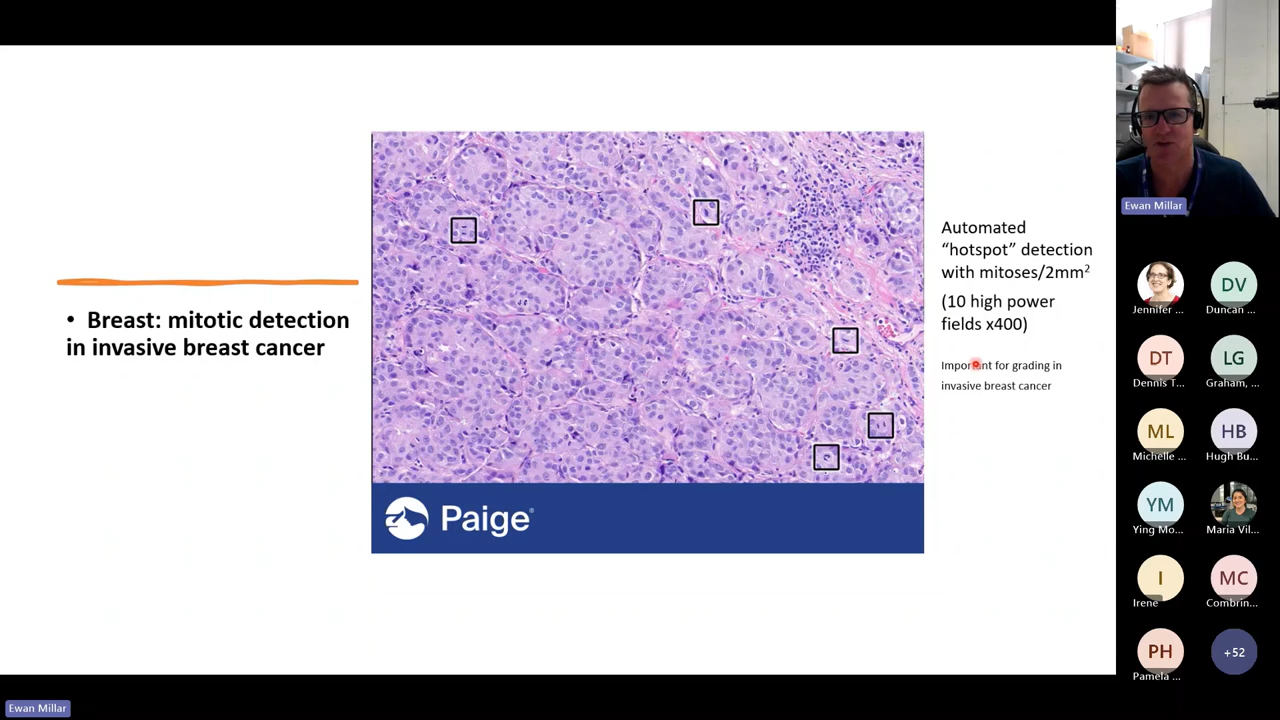 • Breast: mitotic detection
in invasive breast cancer
Paige®
Automated
“hotspot” detection
with mitoses/2mm²
(10 high power
fields x400)
Important for grading in
invasive breast cancer
Ewan Millar
Jennifer ...
DV
Duncan ...
DT
Dennis T...
LG
Graham, ...
ML
Michelle ...
HB
Hugh Bu...
YM
Ying Mo...
Maria Vil...
I
Irene
MC
Combrin...
PH
Pamela ...
+52
Ewan Millar